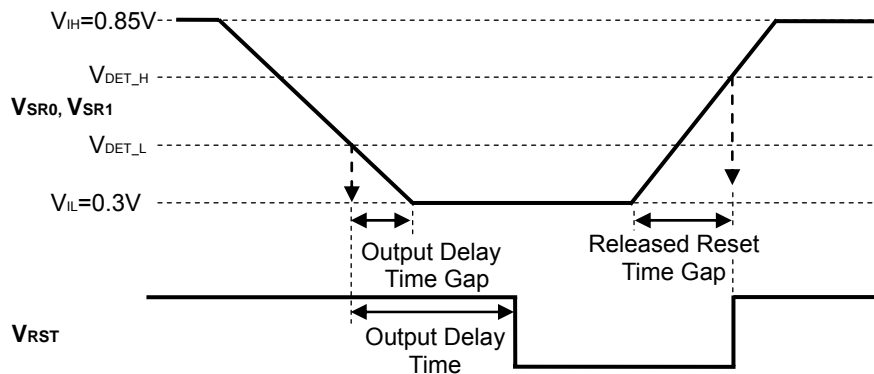 VIH=0.85V
VDET_H
VSR0, VSR1
VDET_L
VIL=0.3V
Output Delay
Time Gap
Released Reset
Time Gap
VRST
Output Delay
Time